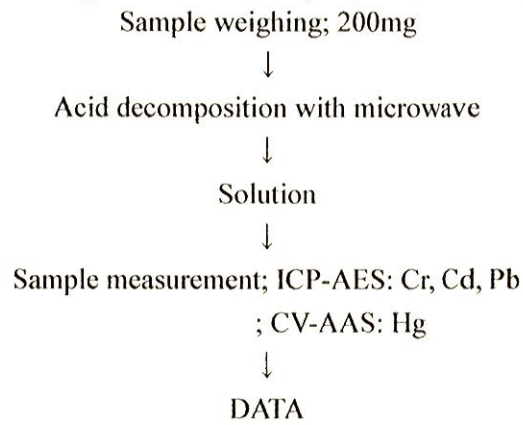 Sample weighing; 200mg
↓
Acid decomposition with microwave
↓
Solution
↓
Sample measurement; ICP-AES: Cr, Cd, Pb
; CV-AAS: Hg
↓
DATA